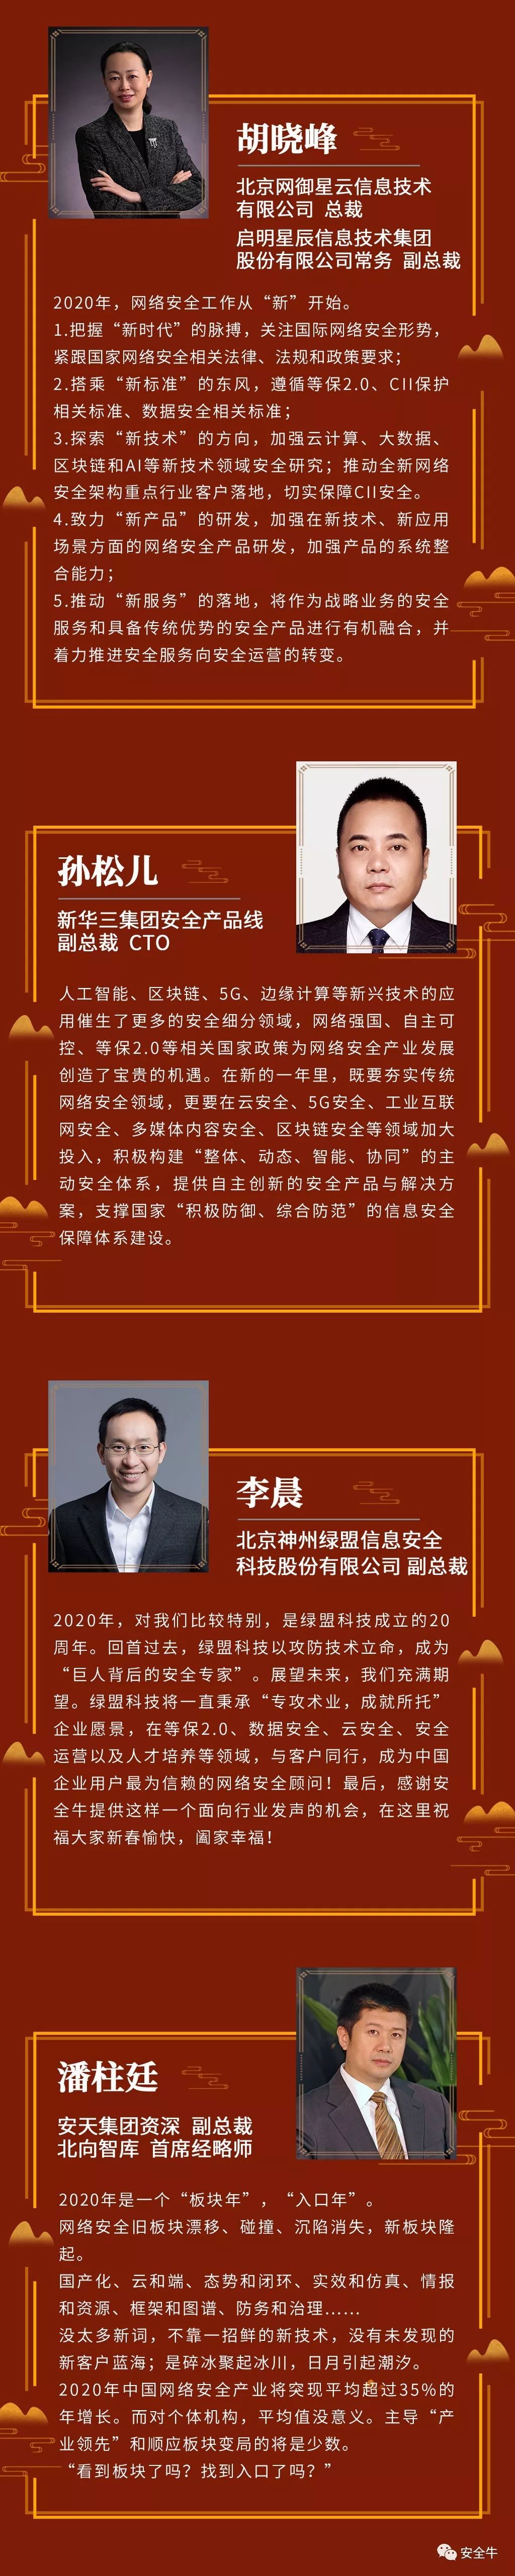 胡晓峰
北京网御星云信息技术
有限公司 总裁
启明星辰信息技术集团
股份有限公司常务 副总裁
2020年，网络安全工作从“新”开始。
1.把握“新时代”的脉搏，关注国际网络安全形势，
紧跟国家网络安全相关法律、法规和政策要求；
2.搭乘“新标准”的东风，遵循等保2.0、CII保护
相关标准、数据安全相关标准；
3.探索“新技术”的方向，加强云计算、大数据、
区块链和AI等新技术领域安全研究；推动全新网络
安全架构重点行业客户落地，切实保障CII安全。
4.致力“新产品”的研发，加强在新技术、新应用
场景方面的网络安全产品研发，加强产品的系统整
合能力；
5.推动“新服务”的落地，将作为战略业务的安全
服务和具备传统优势的安全产品进行有机融合，并
着力推进安全服务向安全运营的转变。
孙松儿
新华三集团安全产品线
副总裁 CTO
人工智能、区块链、5G、边缘计算等新兴技术的应
用催生了更多的安全细分领域，网络强国、自主可
控、等保2.0等相关国家政策为网络安全产业发展
创造了宝贵的机遇。在新的一年里，既要夯实传统
网络安全领域，更要在云安全、5G安全、工业互联
网安全、多媒体内容安全、区块链安全等领域加大
投入，积极构建“整体、动态、智能、协同”的主
动安全体系，提供自主创新的安全产品与解决方
案，支撑国家“积极防御、综合防范”的信息安全
保障体系建设。
李晨
北京神州绿盟信息安全
科技股份有限公司 副总裁
2020年，对我们比较特别，是绿盟科技成立的20
周年。回首过去，绿盟科技以攻防技术立命，成为
“巨人背后的安全专家”。展望未来，我们充满期
望。绿盟科技将一直秉承“专攻术业，成就所托”
企业愿景，在等保2.0、数据安全、云安全、安全
运营以及人才培养等领域，与客户同行，成为中国
企业用户最为信赖的网络安全顾问！最后，感谢安
全牛提供这样一个面向行业发声的机会，在这里祝
福大家新春愉快，阖家幸福！
潘柱廷
安天集团资深 副总裁
北向智库 首席经略师
2020年是一个“板块年”，“入口年”。
网络安全旧板块漂移、碰撞、沉陷消失，新板块隆
起。
国产化、云和端、态势和闭环、实效和仿真、情报
和资源、框架和图谱、防务和治理……
没太多新词，不靠一招鲜的新技术，没有未发现的
新客户蓝海；是碎冰聚起冰川，日月引起潮汐。
2020年中国网络安全产业将突现平均超过35%的
年增长。而对个体机构，平均值没意义。主导“产
业领先”和顺应板块变局的将是少数。
“看到板块了吗？找到入口了吗？”
安全牛